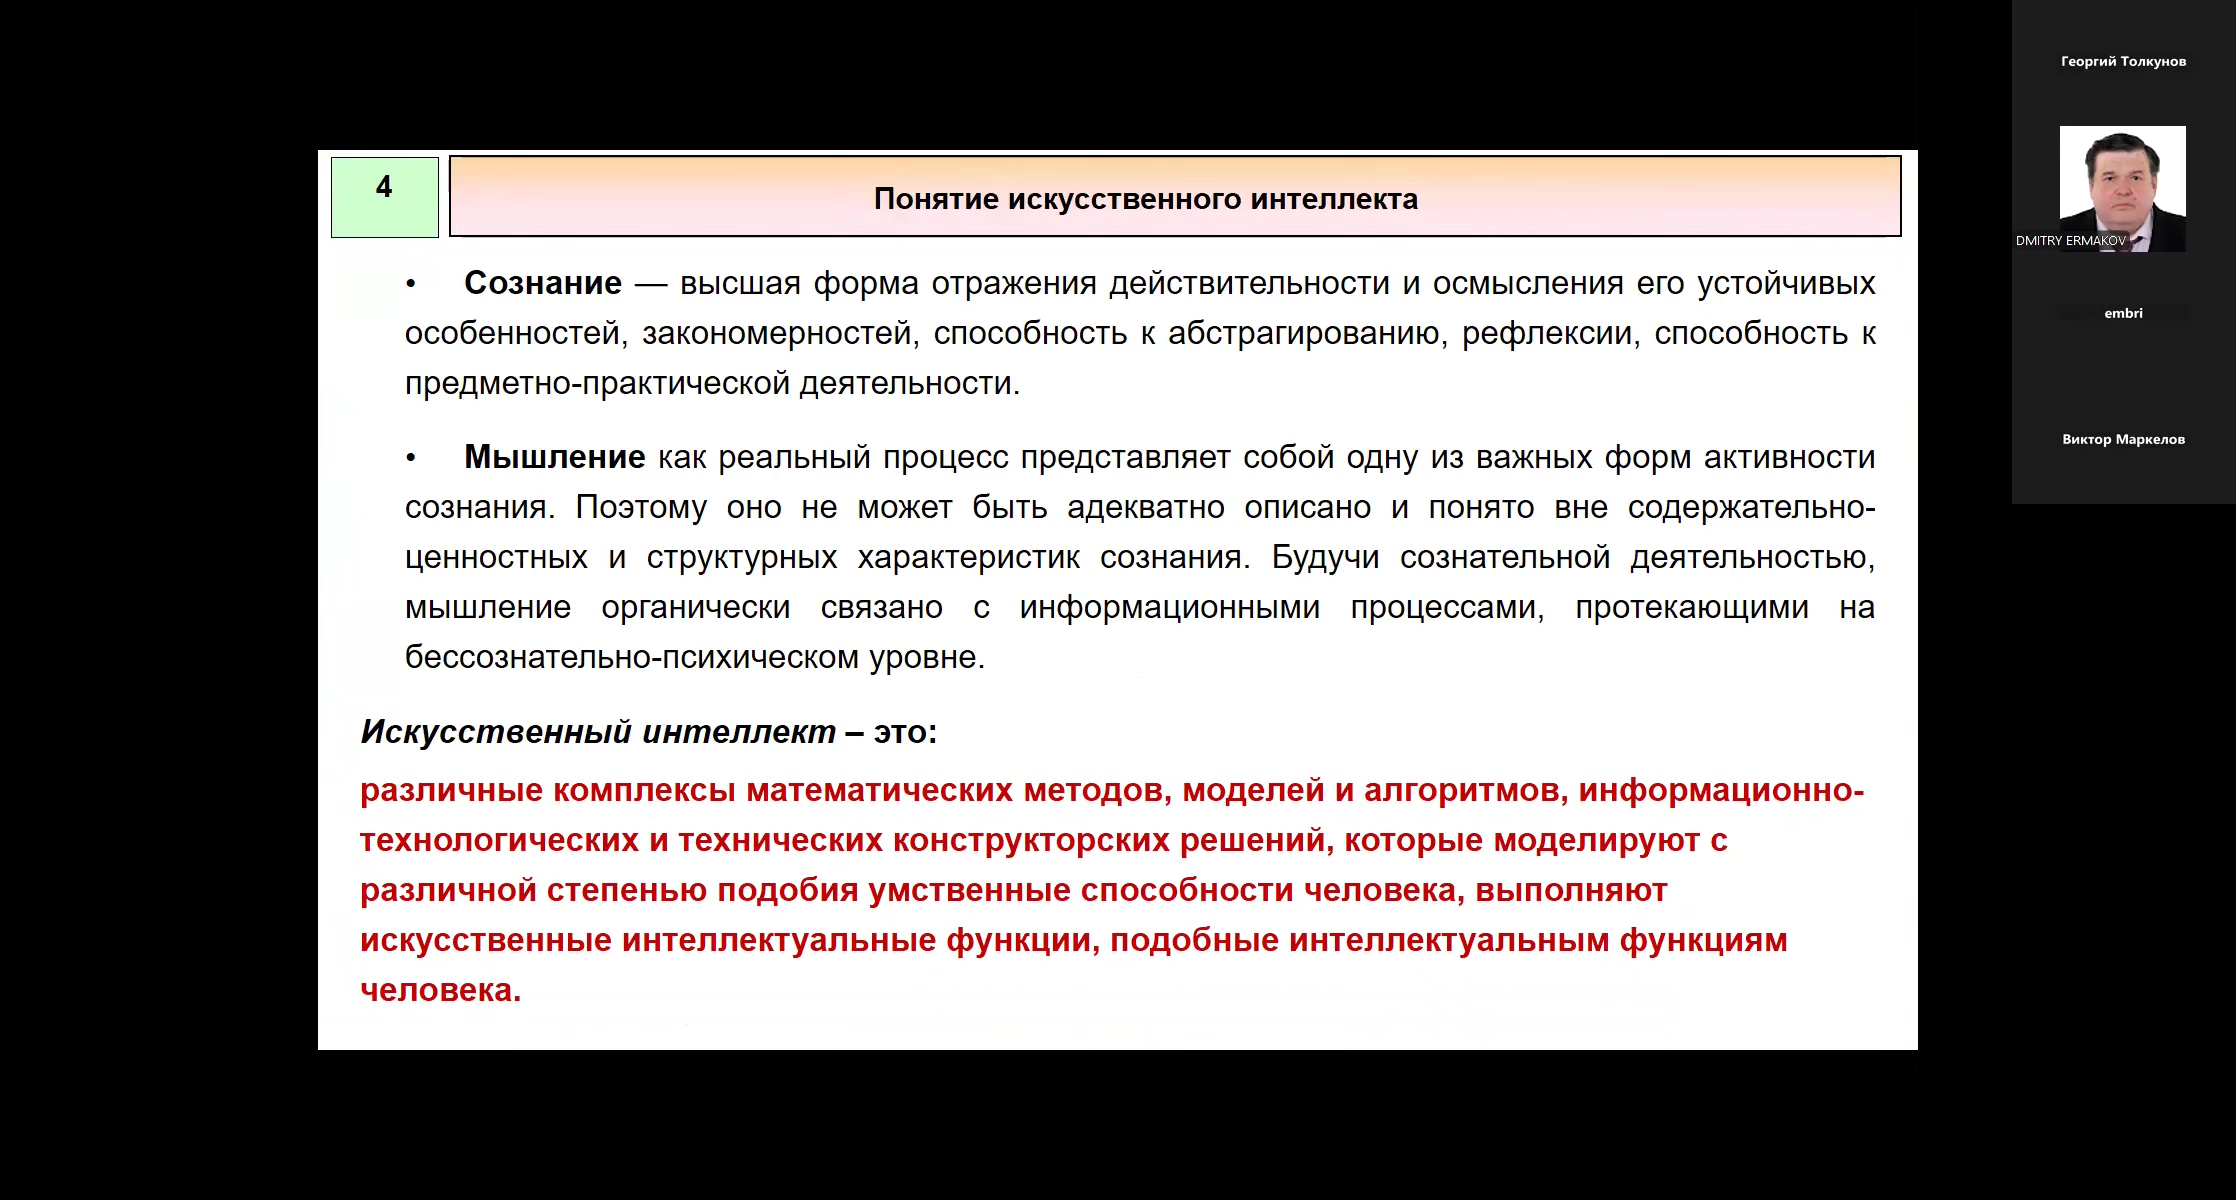 4
Понятие искусственного интеллекта
• Сознание — высшая форма отражения действительности и осмысления его устойчивых
особенностей, закономерностей, способность к абстрагированию, рефлексии, способность к
предметно-практической деятельности.
• Мышление как реальный процесс представляет собой одну из важных форм активности
сознания. Поэтому оно не может быть адекватно описано и понято вне содержательно-
ценностных и структурных характеристик сознания. Будучи сознательной деятельностью,
мышление органически связано с информационными процессами, протекающими на
бессознательно-психическом уровне.
Искусственный интеллект – это:
различные комплексы математических методов, моделей и алгоритмов, информационно-
технологических и технических конструкторских решений, которые моделируют с
различной степенью подобия умственные способности человека, выполняют
искусственные интеллектуальные функции, подобные интеллектуальным функциям
человека.
Георгий Толкунов
DMITRY ERMAKOV
embri
Виктор Маркелов